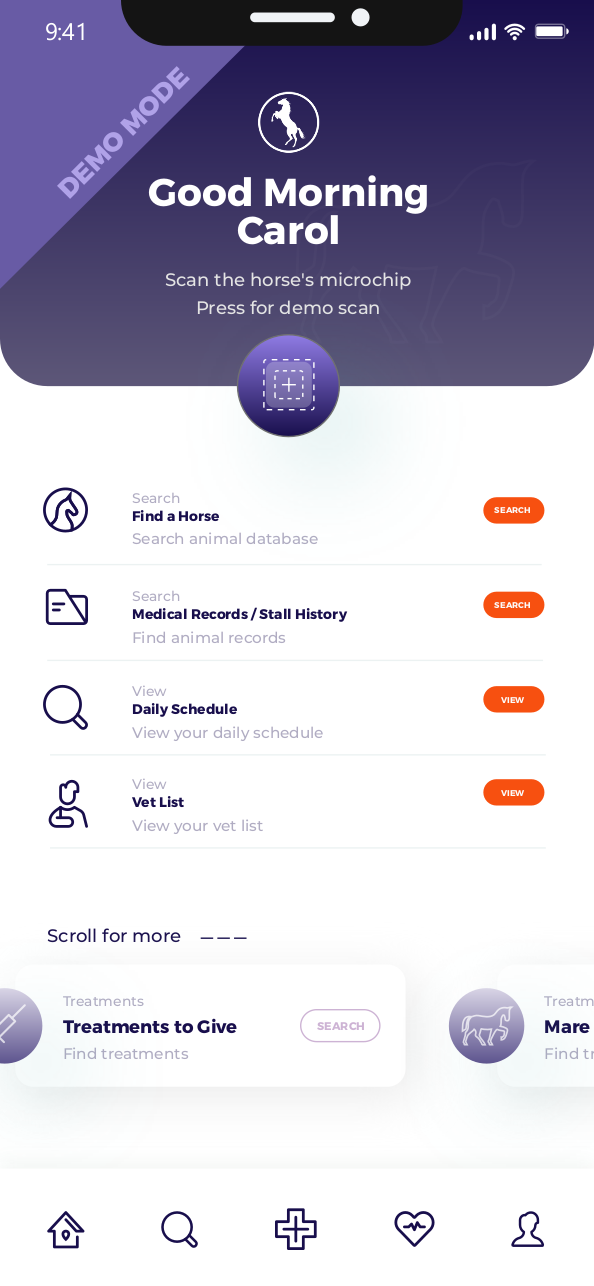 9:41
DEMO MODE
Good Morning
Carol
Scan the horse's microchip
Press for demo scan
Search
Find a Horse
Search animal database
SEARCH
Search
Medical Records / Stall History
Find animal records
SEARCH
View
Daily Schedule
View your daily schedule
VIEW
View
Vet List
View your vet list
VIEW
Scroll for more
Treatments
Treatments to Give
Find treatments
SEARCH
Treatm
Mare
Find tr